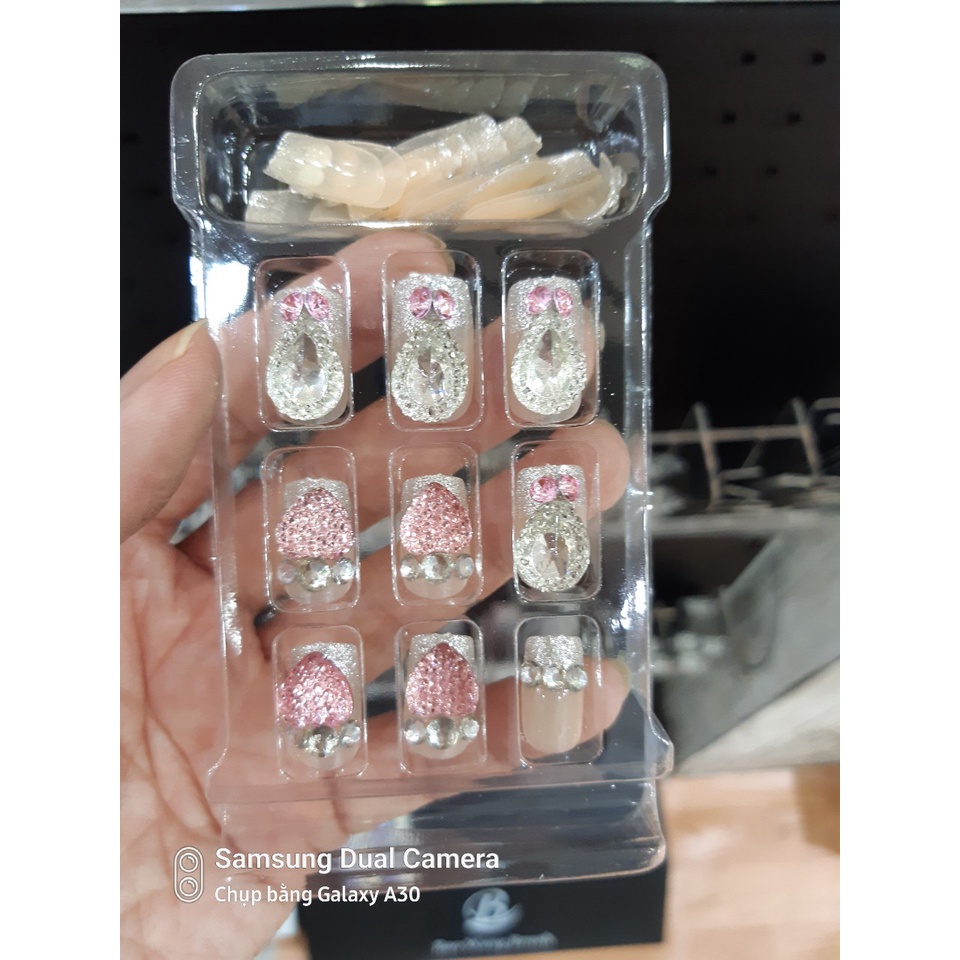 Samsung Dual Camera
Chụp bằng Galaxy A30
B